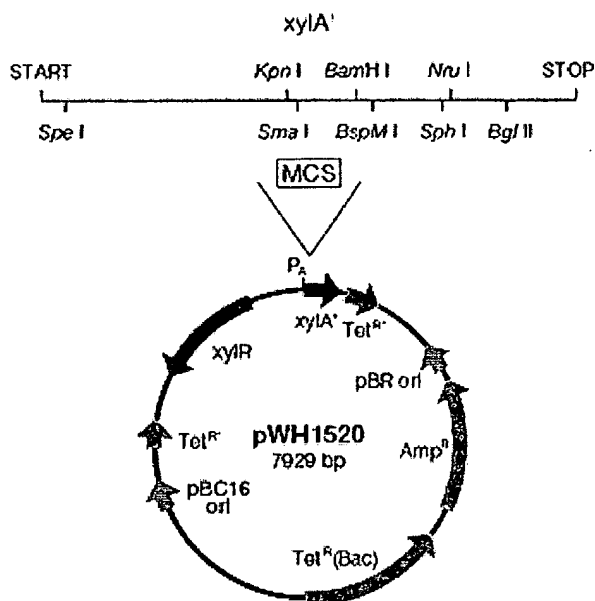 xylA'
START KpnI BamHI NruI STOP
SpeI SmaI BspMI SphI BglII
MCS
PA
xylA' TetR-
xylR
pBR ori
TetR-
pWH1520
7929 bp
AmpR
pBC16
ori
TetR(Bac)